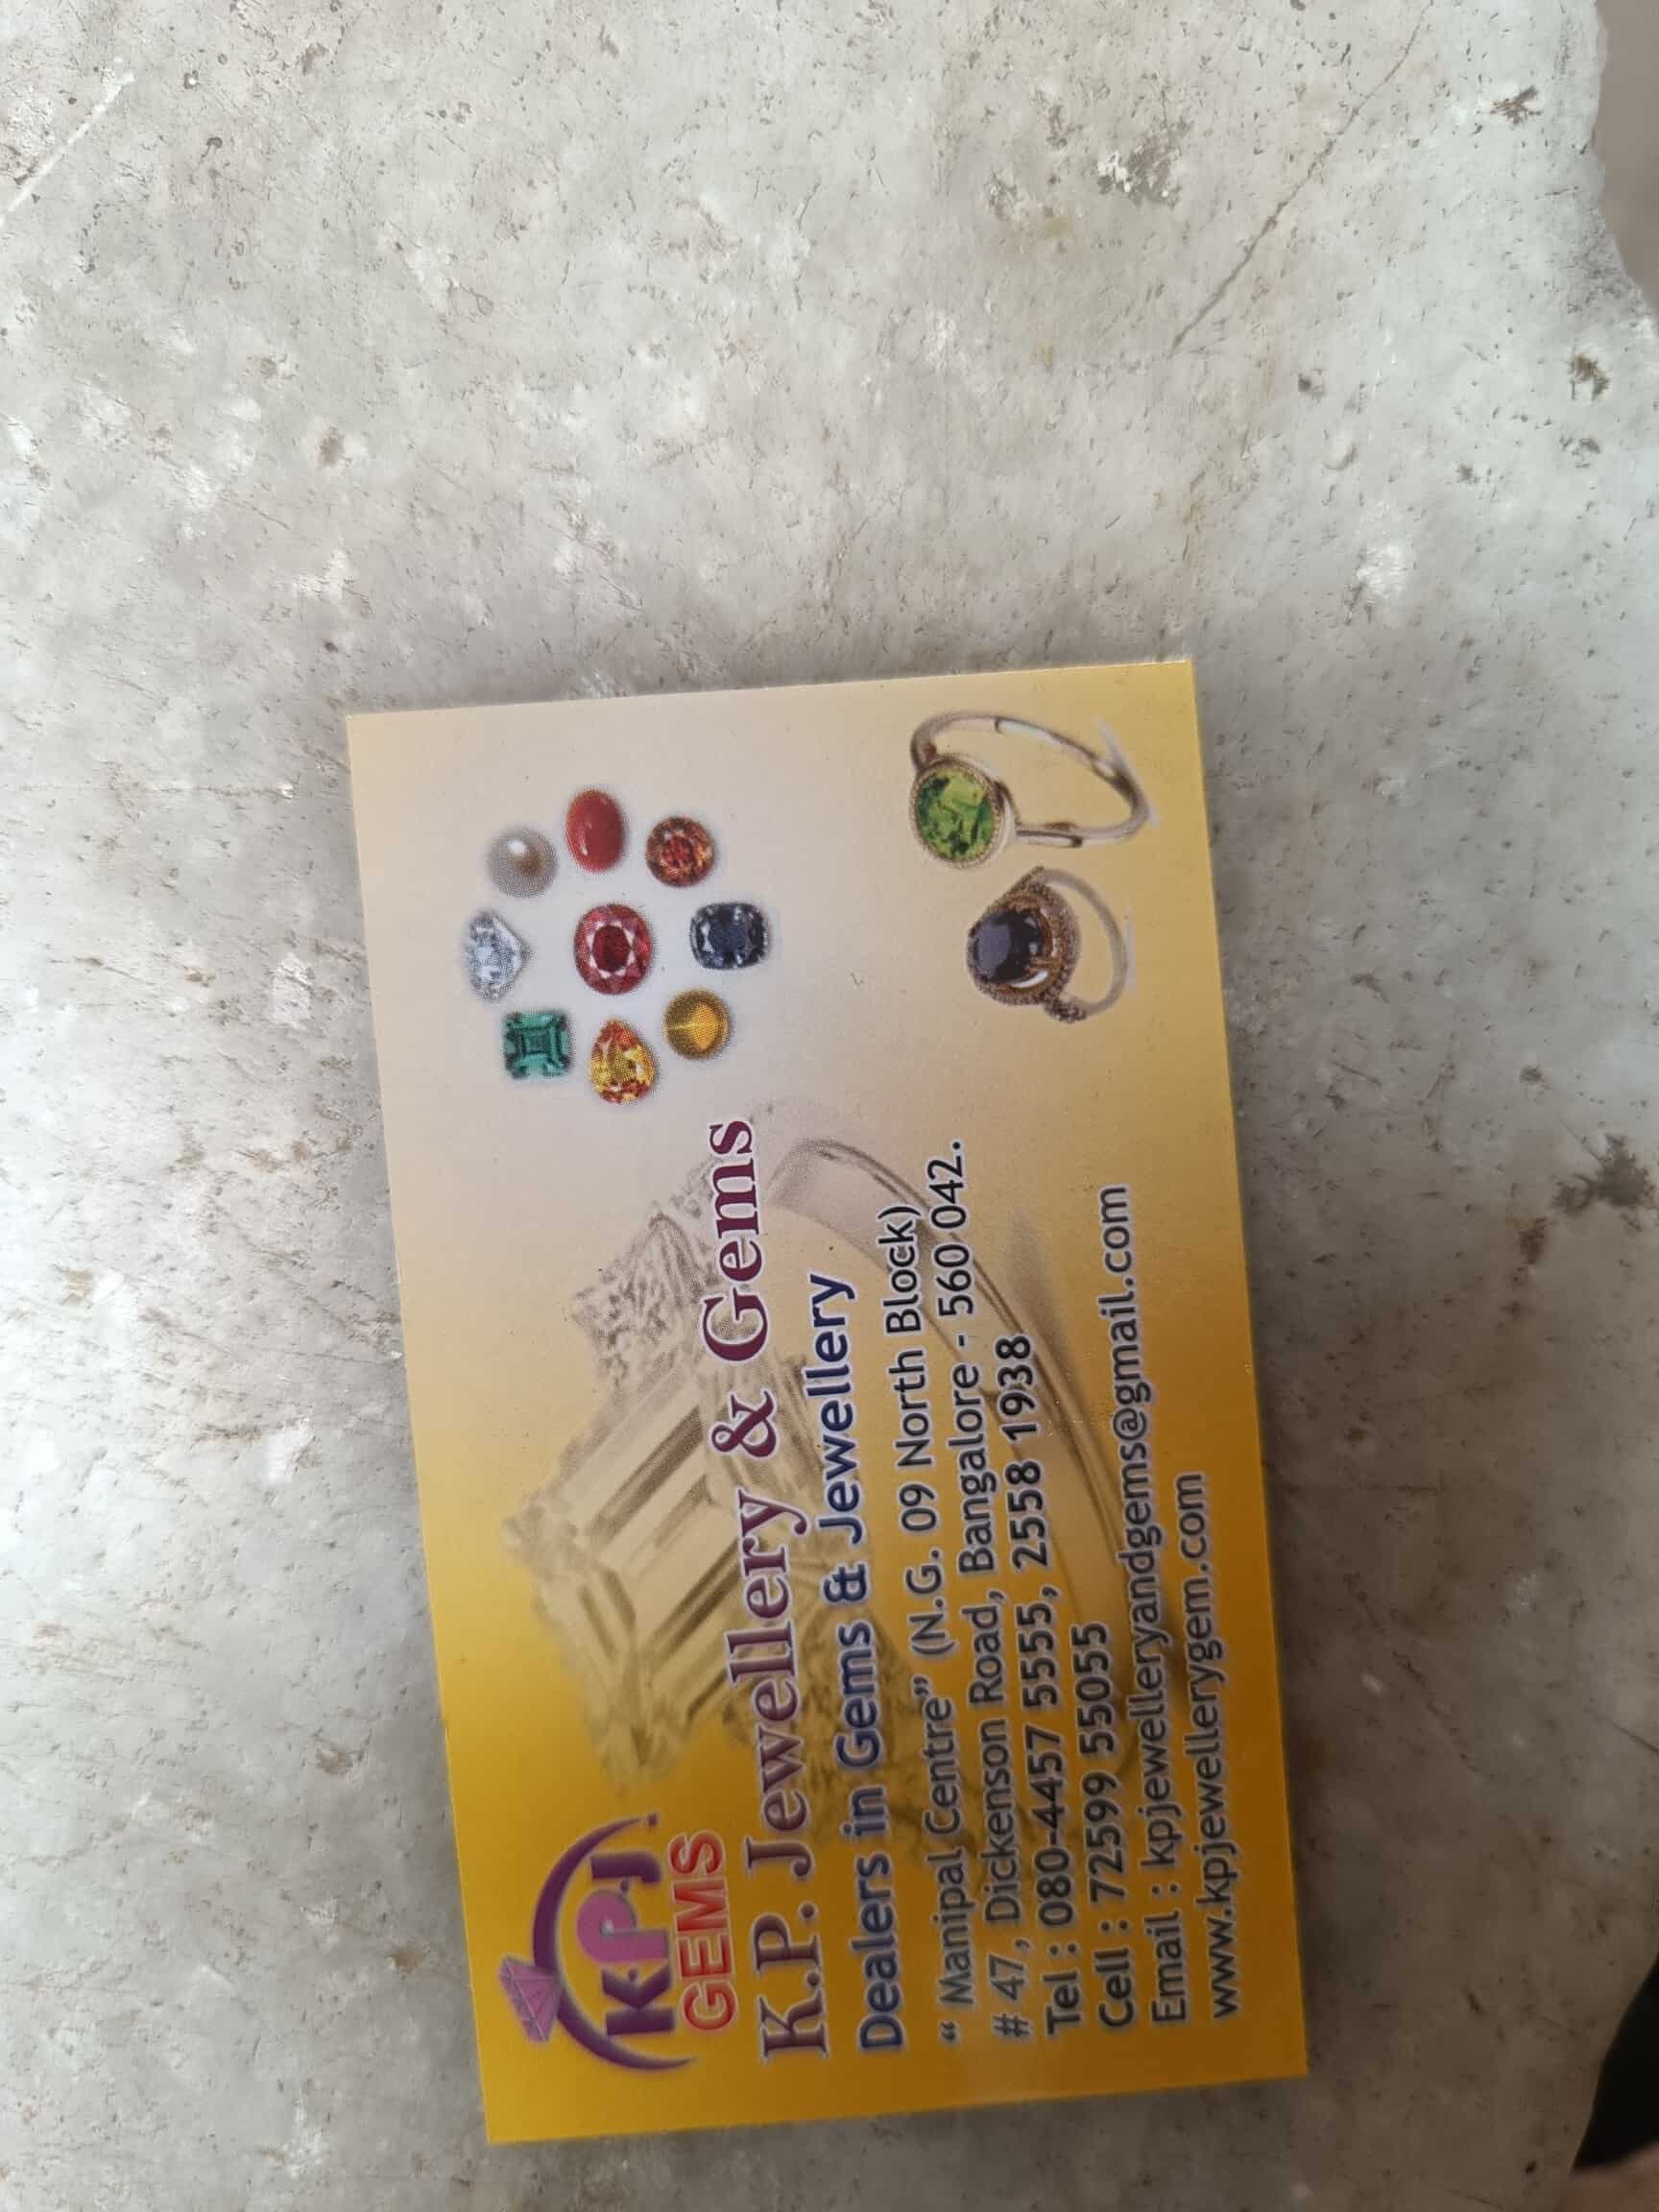 K.P.J
GEMS
K.P. Jewellery & Gems
Dealers in Gems & Jewellery
“ Manipal Centre” (N.G. 09 North Block)
# 47, Dickenson Road, Bangalore - 560 042.
Tel : 080-4457 5555, 2558 1938
Cell : 72599 55055
Email : kpjewelleryandgems@gmail.com
www.kpjewellerygem.com